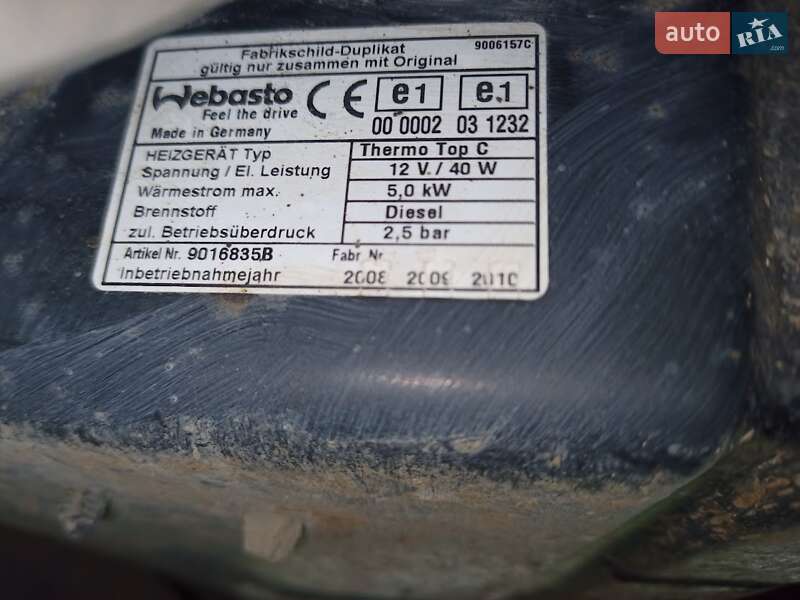 auto RIA .com
Fabrikschild-Duplikat 9006157C
gültig nur zusammen mit Original
Webasto CE e1 e1
Feel the drive
Made in Germany 00 0002 03 1232
HEIZGERÄT Typ Thermo Top C
Spannung / El. Leistung 12 V / 40 W
Wärmestrom max. 5,0 kW
Brennstoff Diesel
zul. Betriebsüberdruck 2,5 bar
Artikel Nr. 9016835B Fabr Nr
Inbetriebnahmejahr 2008 2009 2010